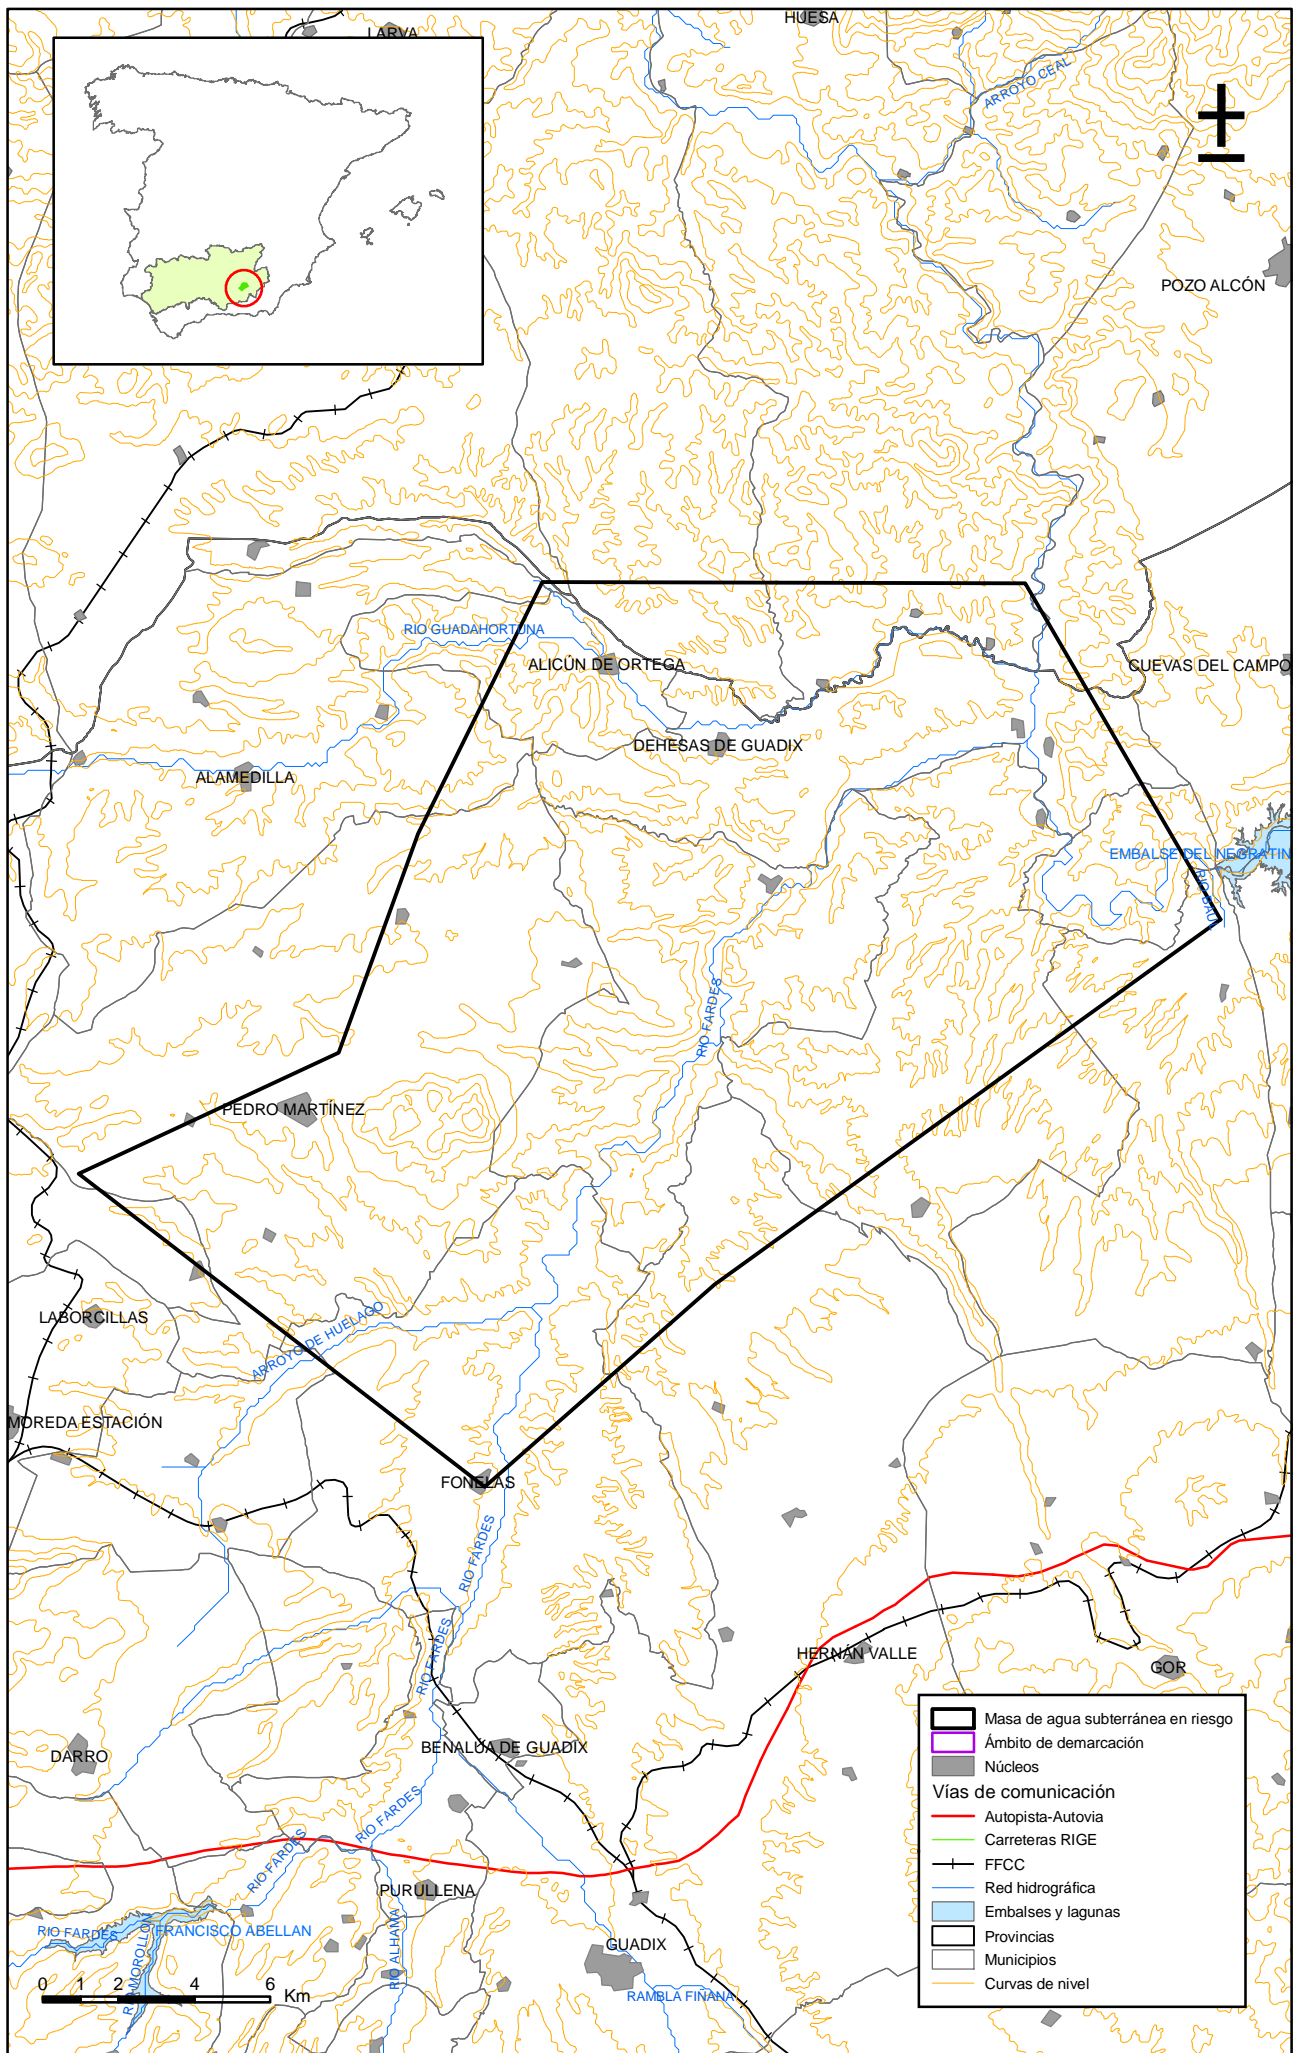 HUESA
LARVA
ARROYO CEAL
POZO ALCÓN
RIO GUADAHORTUNA
ALICÚN DE ORTEGA
CUEVAS DEL CAMPO
DEHESAS DE GUADIX
ALAMEDILLA
EMBALSE DEL NEGRATIN
RIO BAUL
RIO FARDES
PEDRO MARTÍNEZ
LABORCILLAS
ARROYO DE HUELAGO
MOREDA ESTACIÓN
FONELAS
RIO FARDES
RIO FARDES
HERNÁN VALLE
GOR
DARRO
BENALÚA DE GUADIX
RIO FARDES
RIO FARDES
PURULLENA
RIO FARDES
FRANCISCO ABELLAN
RIO MOROLLON
RIO ALHAMA
GUADIX
RAMBLA FIÑANA
0 1 2 4 6 Km
Masa de agua subterránea en riesgo
Ámbito de demarcación
Núcleos
Vías de comunicación
Autopista-Autovia
Carreteras RIGE
FFCC
Red hidrográfica
Embalses y lagunas
Provincias
Municipios
Curvas de nivel